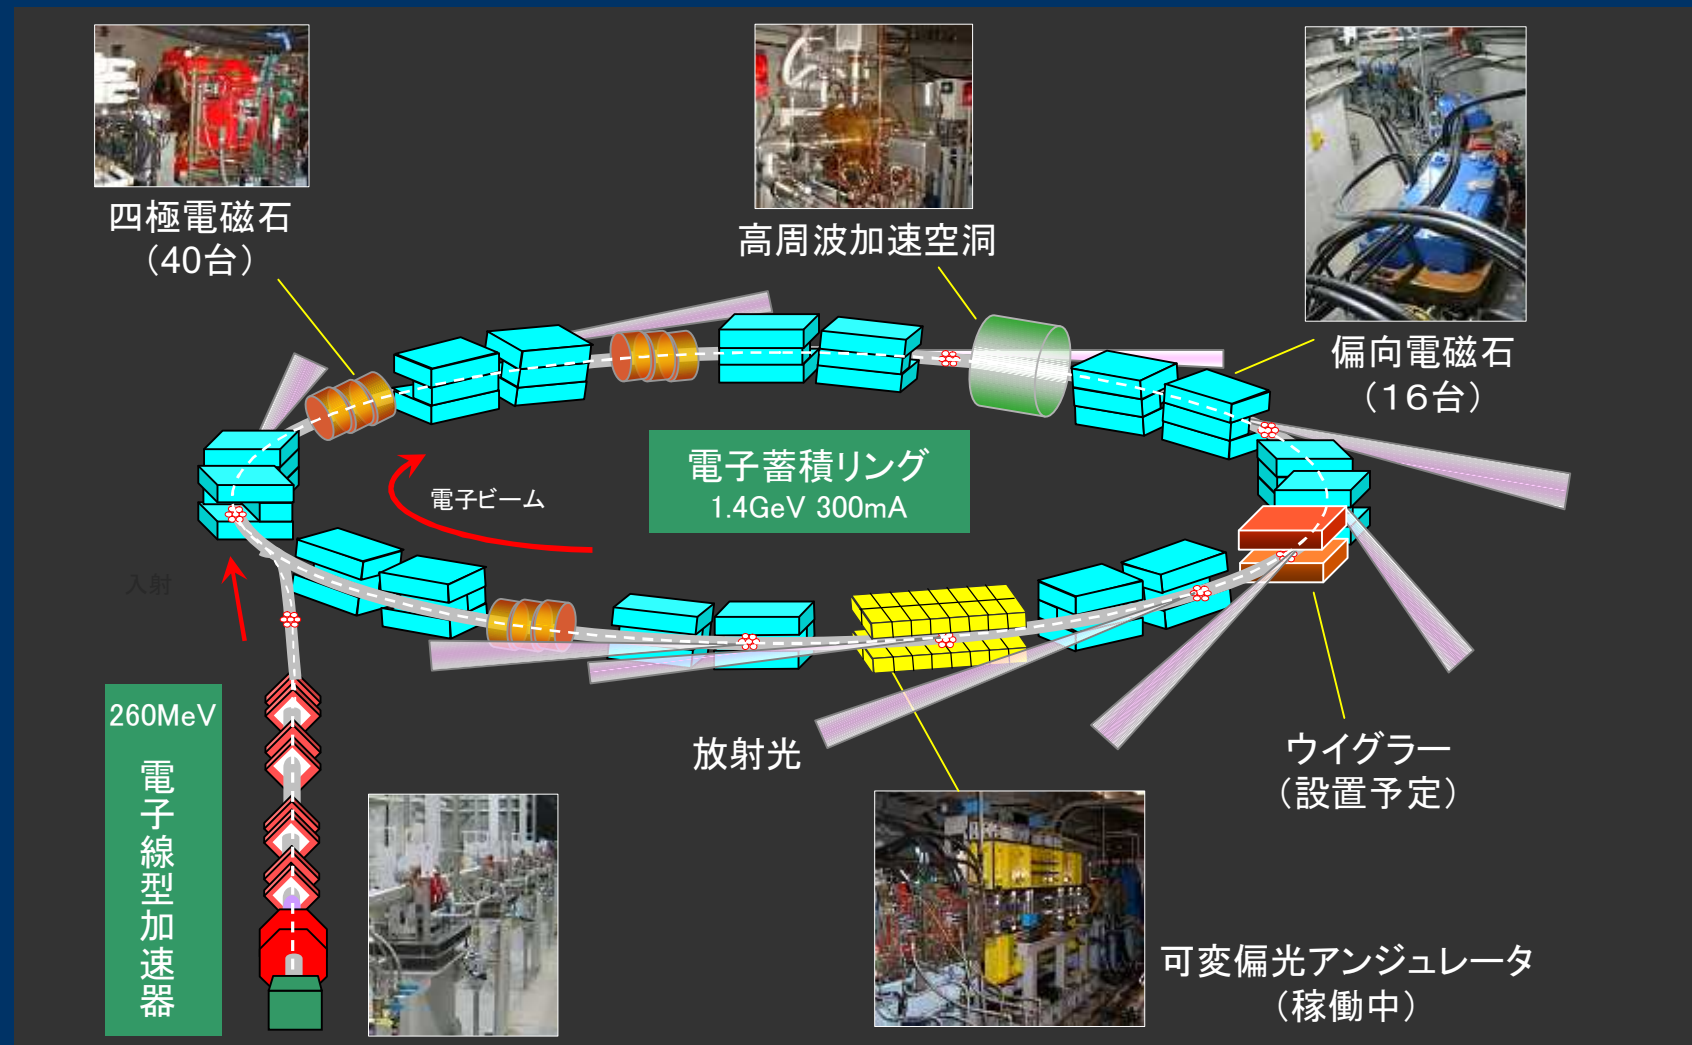 四極電磁石
（40台）
高周波加速空洞
偏向電磁石
（１６台）
電子蓄積リング
1.4GeV 300mA
電子ビーム
入射
260MeV
電子線型加速器
放射光
ウイグラー
（設置予定）
可変偏光アンジュレータ
（稼働中）